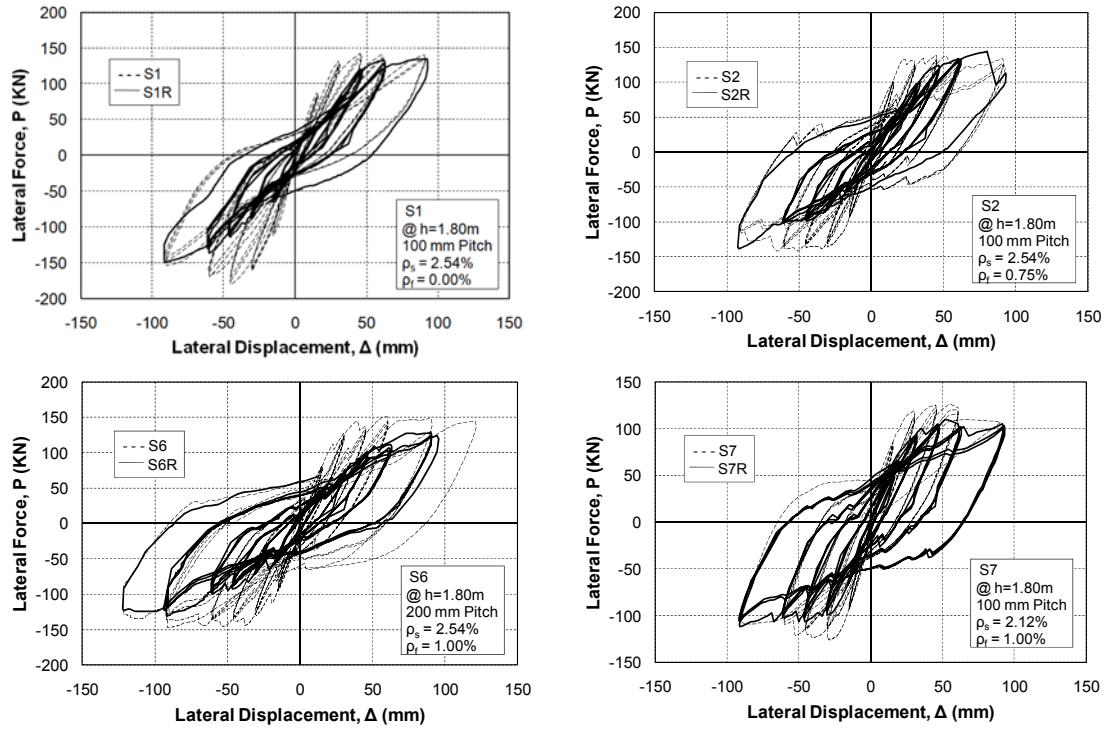 200
150
100
50
0
-50
-100
-150
-200
-150 -100 -50 0 50 100 150
Lateral Force, P (KN)
Lateral Displacement, Δ (mm)
S1
S1R
S1
@ h=1.80m
100 mm Pitch
ρs = 2.54%
ρf = 0.00%
200
150
100
50
0
-50
-100
-150
-200
-150 -100 -50 0 50 100 150
Lateral Force, P (KN)
Lateral Displacement, Δ (mm)
S2
S2R
S2
@ h=1.80m
100 mm Pitch
ρs = 2.54%
ρf = 0.75%
200
150
100
50
0
-50
-100
-150
-200
-150 -100 -50 0 50 100 150
Lateral Force, P (KN)
Lateral Displacement, Δ (mm)
S6
S6R
S6
@ h=1.80m
200 mm Pitch
ρs = 2.54%
ρf = 1.00%
150
100
50
0
-50
-100
-150
-150 -100 -50 0 50 100 150
Lateral Force, P (KN)
Lateral Displacement, Δ (mm)
S7
S7R
S7
@ h=1.80m
100 mm Pitch
ρs = 2.12%
ρf = 1.00%